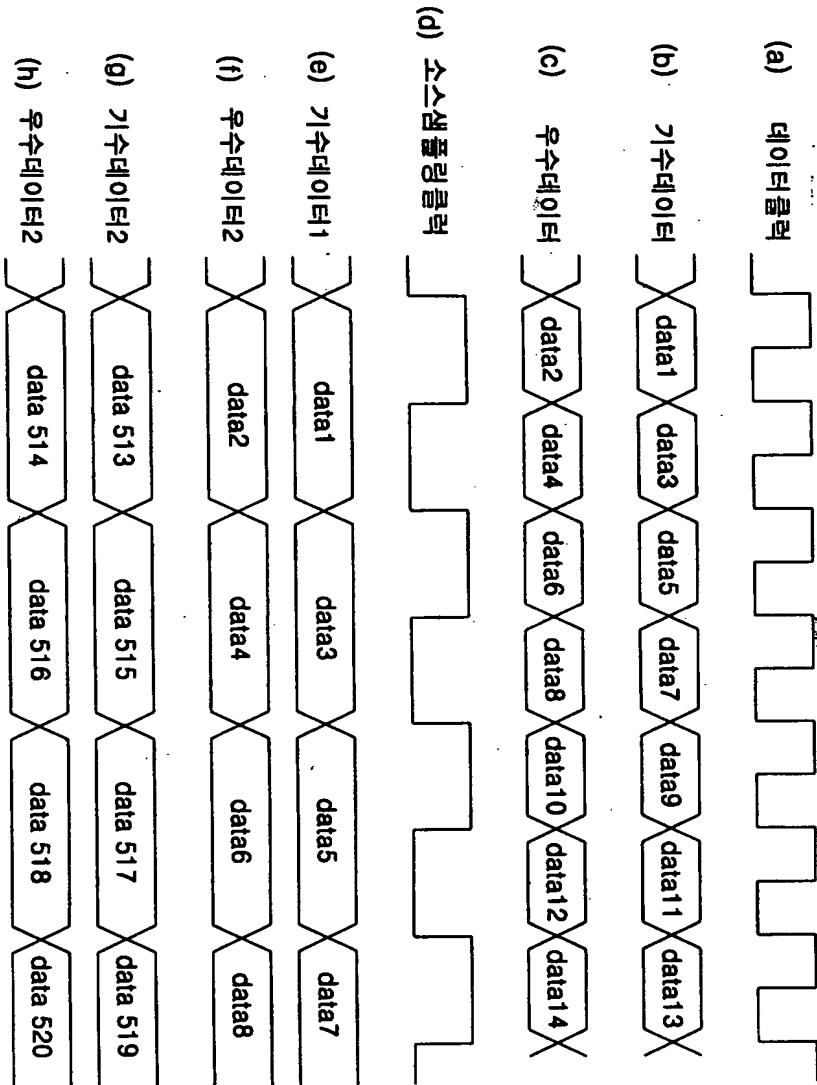 (a) 데이터클럭
(b) 기수데이터 data1 data3 data5 data7 data9 data11 data13
(c) 우수데이터 data2 data4 data6 data8 data10 data12 data14
(d) 소스샘플링클럭
(e) 기수데이터1 data1 data3 data5 data7
(f) 우수데이터2 data2 data4 data6 data8
(g) 기수데이터2 data 513 data 515 data 517 data 519
(h) 우수데이터2 data 514 data 516 data 518 data 520